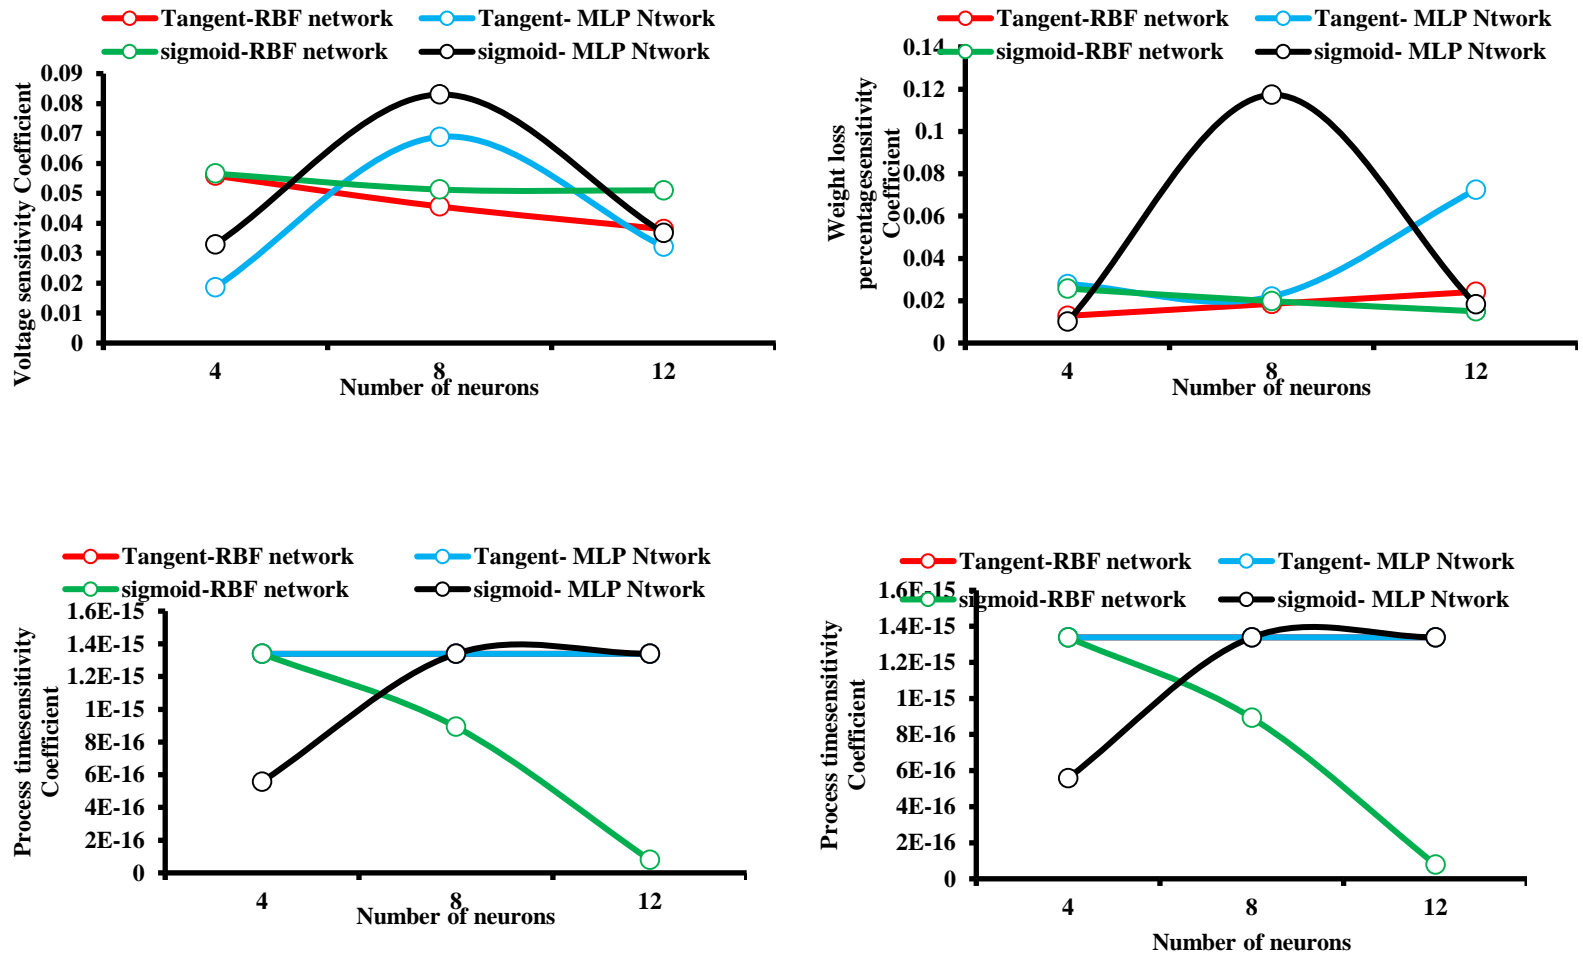 Tangent-RBF network
Tangent- MLP Ntwork
sigmoid-RBF network
sigmoid- MLP Ntwork
0.09
0.08
0.07
0.06
0.05
0.04
0.03
0.02
0.01
0
Voltage sensitivity Coefficient
4
8
12
Number of neurons
Tangent-RBF network
Tangent- MLP Ntwork
sigmoid-RBF network
sigmoid- MLP Ntwork
0.14
0.12
0.1
0.08
0.06
0.04
0.02
0
Weight loss
percentagesensitivity
Coefficient
4
8
12
Number of neurons
Tangent-RBF network
Tangent- MLP Ntwork
sigmoid-RBF network
sigmoid- MLP Ntwork
1.6E-15
1.4E-15
1.2E-15
1E-15
8E-16
6E-16
4E-16
2E-16
0
Process timesensitivity
Coefficient
4
8
12
Number of neurons
Tangent-RBF network
Tangent- MLP Ntwork
sigmoid-RBF network
sigmoid- MLP Ntwork
1.6E-15
1.4E-15
1.2E-15
1E-15
8E-16
6E-16
4E-16
2E-16
0
Process timesensitivity
Coefficient
4
8
12
Number of neurons